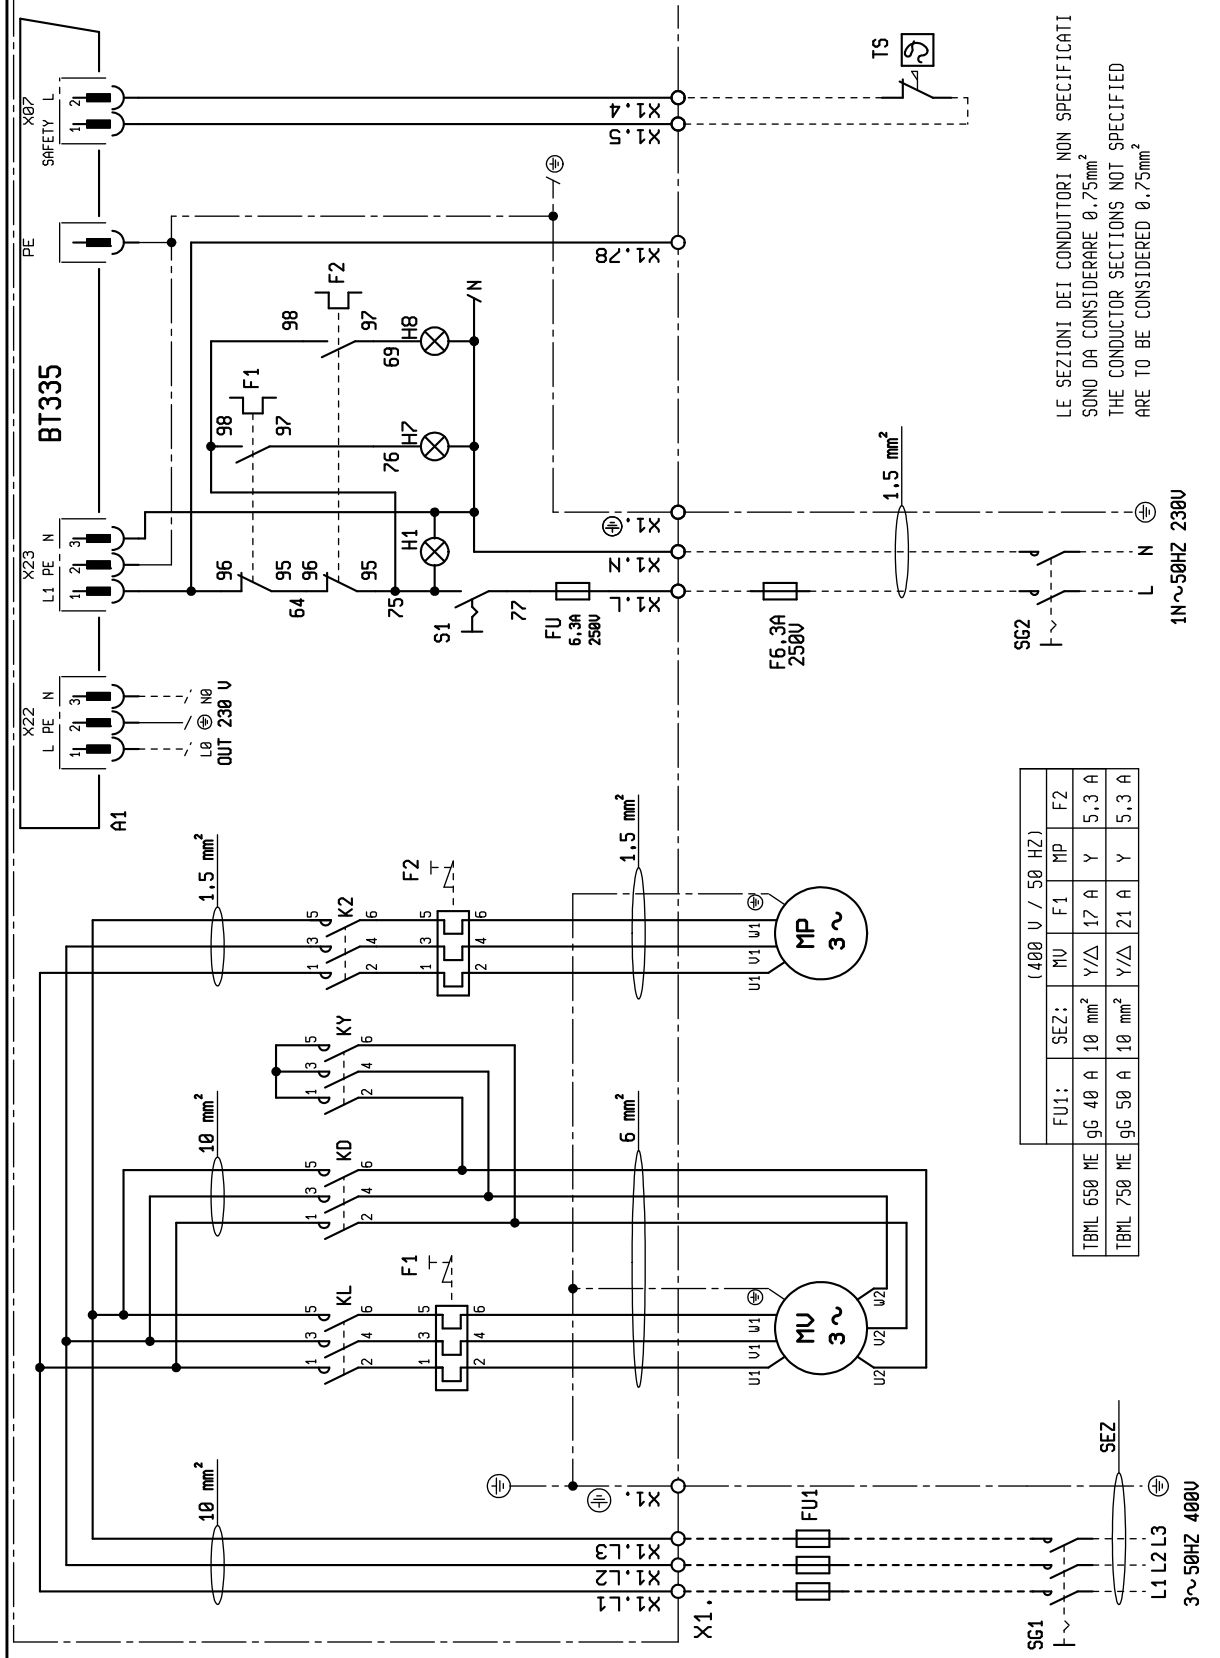 BT335
A1
X22
L PE N
1 2 3
L0 N0
OUT 230 V
X23
L1 PE N
1 2 3
PE
X07
SAFETY L
1 2
96 95 64 96 95 75
F1
98 97 76 H7
F2
98 97 69 H8
H1
N
S1
77
FU
6,3A
250V
X1.L
X1.N
X1.
X1.78
X1.5
X1.4
TS
F6,3A
250V
1,5 mm²
SG2
L N
1N~50HZ 230V
LE SEZIONI DEI CONDUTTORI NON SPECIFICATI
SONO DA CONSIDERARE 0.75mm²
THE CONDUCTOR SECTIONS NOT SPECIFIED
ARE TO BE CONSIDERED 0.75mm²
10 mm²
10 mm²
1,5 mm²
1 3 5
KL
2 4 6
1 3 5
KD
2 4 6
1 3 5
KY
2 4 6
1 3 5
K2
2 4 6
F1
1 3 5
2 4 6
F2
1 3 5
2 4 6
6 mm²
1,5 mm²
U1 V1 W1
MV
3~
U2 V2 W2
U1 V1 W1
MP
3~
X1.L1
X1.L2
X1.L3
X1.
X1.
FU1
SG1
SEZ
L1 L2 L3
3~50HZ 400V
(400 V / 50 HZ)
FU1: SEZ: MV F1 MP F2
TBML 650 ME gG 40 A 10 mm² Y/△ 17 A Y 5,3 A
TBML 750 ME gG 50 A 10 mm² Y/△ 21 A Y 5,3 A